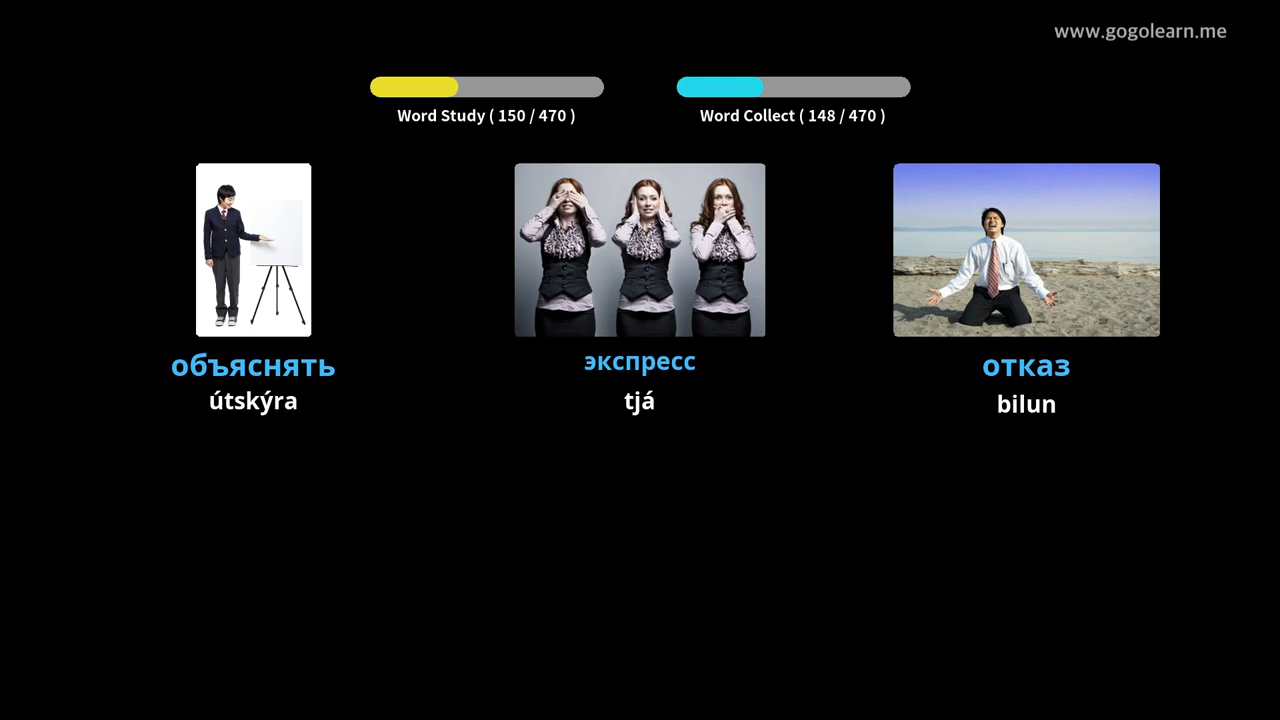 www.gogolearn.me
Word Study ( 150 / 470 )
Word Collect ( 148 / 470 )
объяснять
útskýra
экспресс
tjá
отказ
bilun